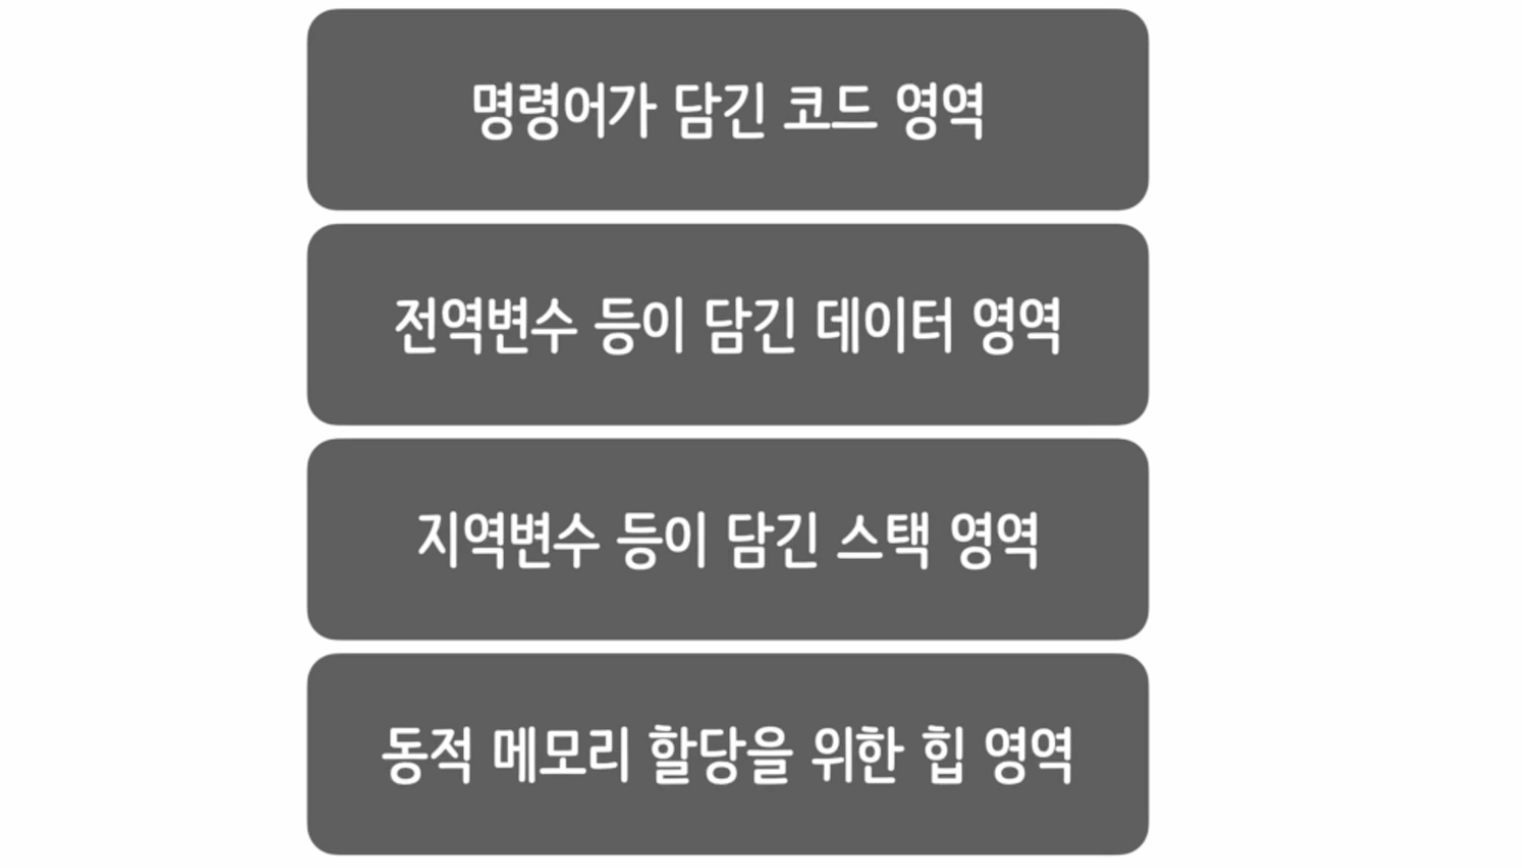 명령어가 담긴 코드 영역
전역변수 등이 담긴 데이터 영역
지역변수 등이 담긴 스택 영역
동적 메모리 할당을 위한 힙 영역